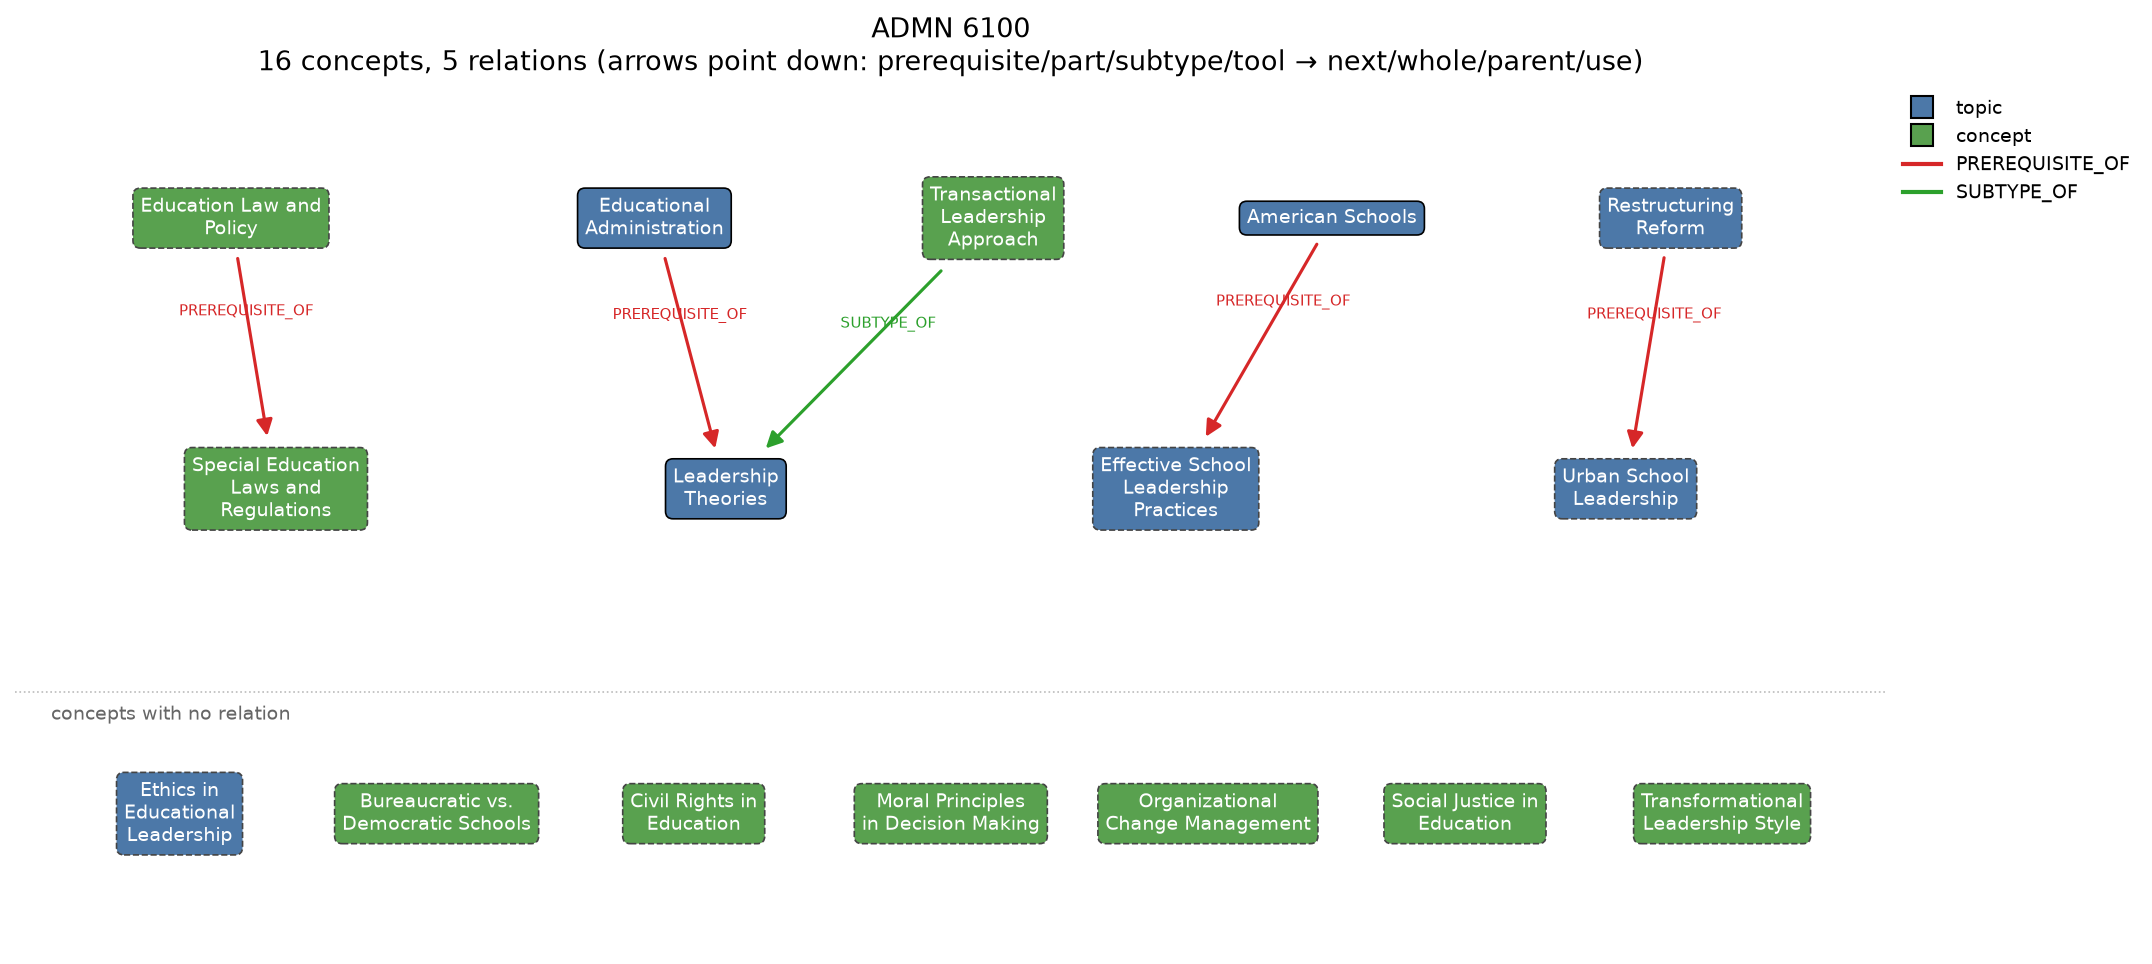 ADMN 6100
16 concepts, 5 relations (arrows point down: prerequisite/part/subtype/tool → next/whole/parent/use)
topic
concept
PREREQUISITE_OF
SUBTYPE_OF
Education Law and
Policy
Educational
Administration
Transactional
Leadership
Approach
American Schools
Restructuring
Reform
PREREQUISITE_OF
PREREQUISITE_OF
SUBTYPE_OF
PREREQUISITE_OF
PREREQUISITE_OF
Special Education
Laws and
Regulations
Leadership
Theories
Effective School
Leadership
Practices
Urban School
Leadership
concepts with no relation
Ethics in
Educational
Leadership
Bureaucratic vs.
Democratic Schools
Civil Rights in
Education
Moral Principles
in Decision Making
Organizational
Change Management
Social Justice in
Education
Transformational
Leadership Style